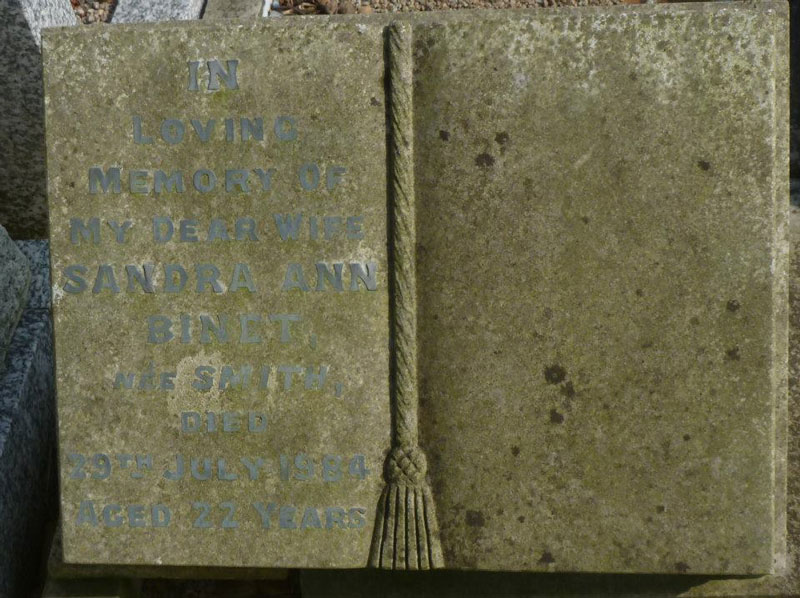 IN
LOVING
MEMORY OF
MY DEAR WIFE
SANDRA ANN
BINET,
NÉE SMITH,
DIED
29TH JULY 1984
AGED 22 YEARS